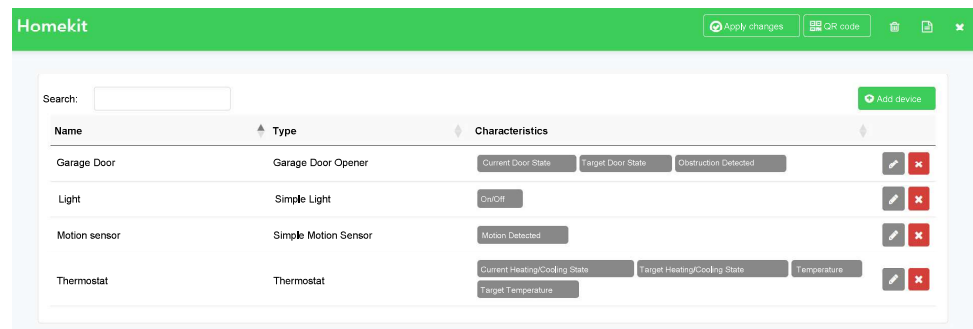 Homekit Apply changes QR code
Search: Add device
Name Type Characteristics
Garage Door Garage Door Opener Current Door State Target Door State Obstruction Detected
Light Simple Light On/Off
Motion sensor Simple Motion Sensor Motion Detected
Thermostat Thermostat Current Heating/Cooling State Target Heating/Cooling State Temperature
Target Temperature